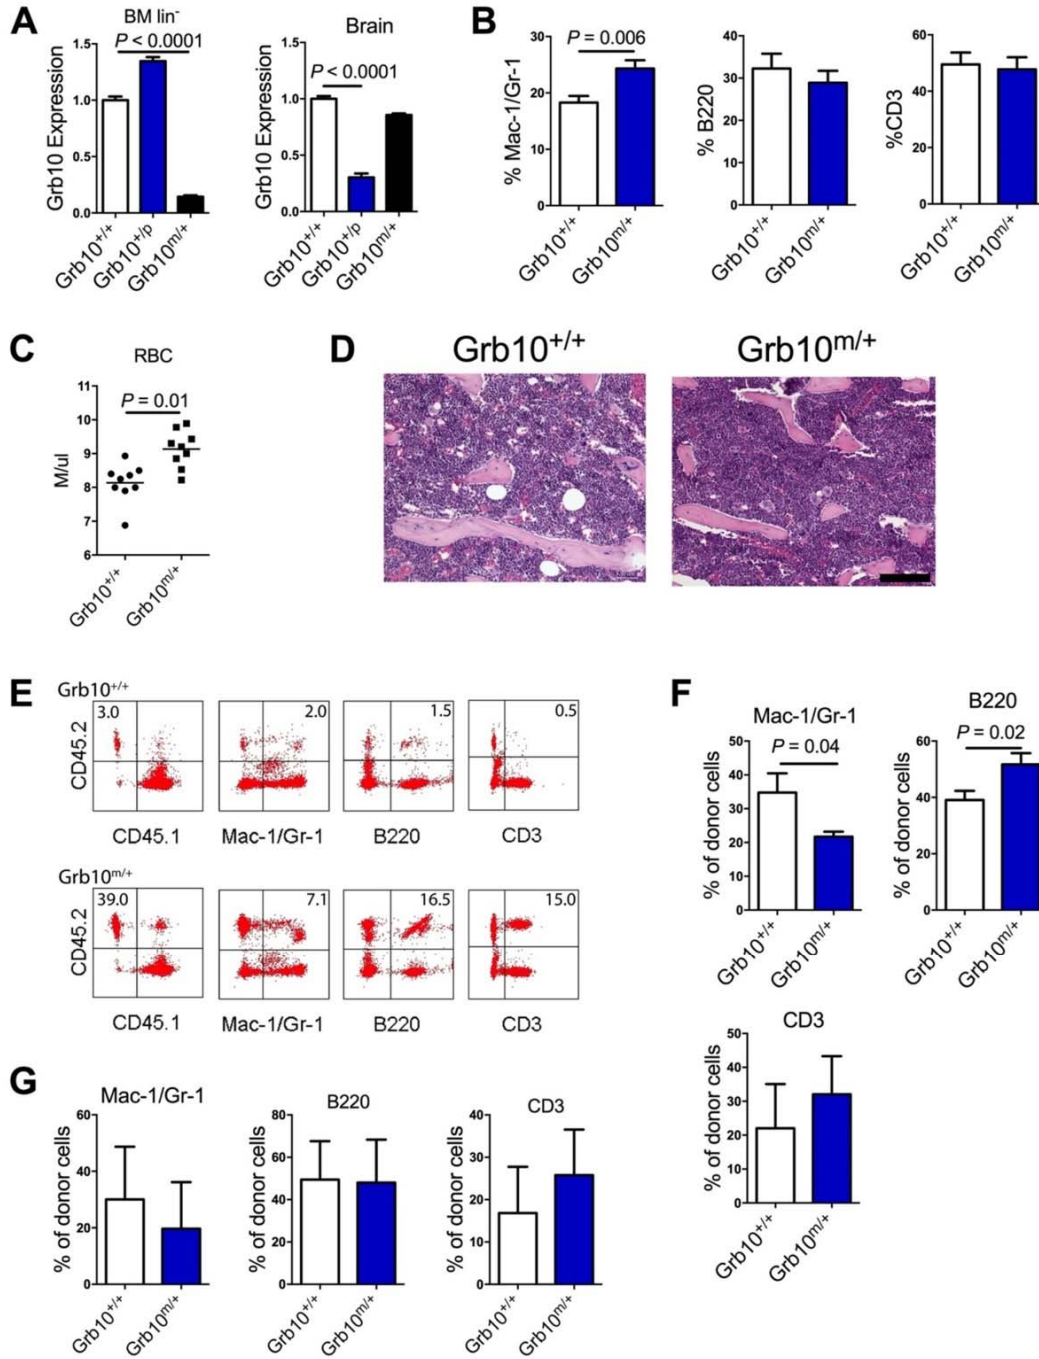 A
BM lin-
P < 0.0001
Grb10 Expression
1.5
1.0
0.5
0.0
Grb10+/+
Grb10+/p
Grb10m/+
Brain
P < 0.0001
Grb10 Expression
1.5
1.0
0.5
0.0
Grb10+/+
Grb10+/p
Grb10m/+
B
P = 0.006
% Mac-1/Gr-1
30
20
10
0
Grb10+/+
Grb10m/+
% B220
40
30
20
10
0
Grb10+/+
Grb10m/+
%CD3
60
40
20
0
Grb10+/+
Grb10m/+
C
RBC
P = 0.01
M/ul
11
10
9
8
7
6
Grb10+/+
Grb10m/+
D
Grb10+/+
Grb10m/+
E
Grb10+/+
CD45.2
3.0
2.0
1.5
0.5
CD45.1
Mac-1/Gr-1
B220
CD3
Grb10m/+
CD45.2
39.0
7.1
16.5
15.0
CD45.1
Mac-1/Gr-1
B220
CD3
F
Mac-1/Gr-1
P = 0.04
% of donor cells
50
40
30
20
10
0
Grb10+/+
Grb10m/+
B220
P = 0.02
% of donor cells
60
40
20
0
Grb10+/+
Grb10m/+
CD3
% of donor cells
50
40
30
20
10
0
Grb10+/+
Grb10m/+
G
Mac-1/Gr-1
% of donor cells
60
40
20
0
Grb10+/+
Grb10m/+
B220
% of donor cells
80
60
40
20
0
Grb10+/+
Grb10m/+
CD3
% of donor cells
40
30
20
10
0
Grb10+/+
Grb10m/+